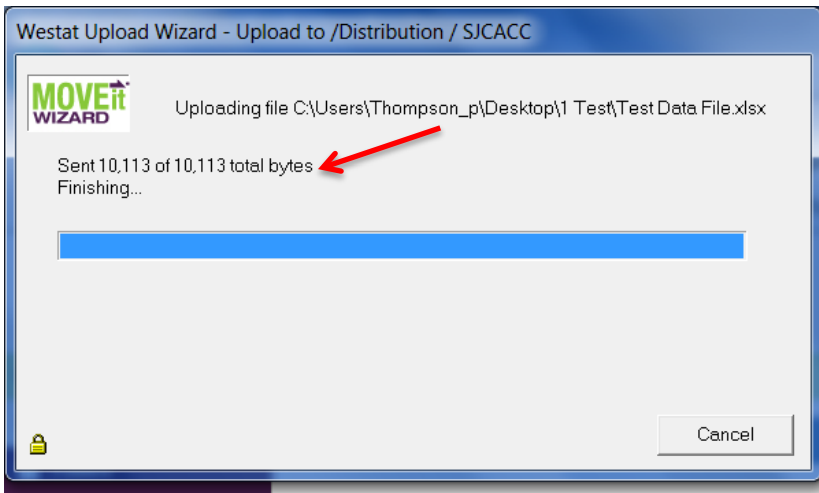 Westat Upload Wizard - Upload to /Distribution / SJCACC
MOVEit
WIZARD
Uploading file C:\Users\Thompson_p\Desktop\1 Test\Test Data File.xlsx
Sent 10,113 of 10,113 total bytes
Finishing...
Cancel